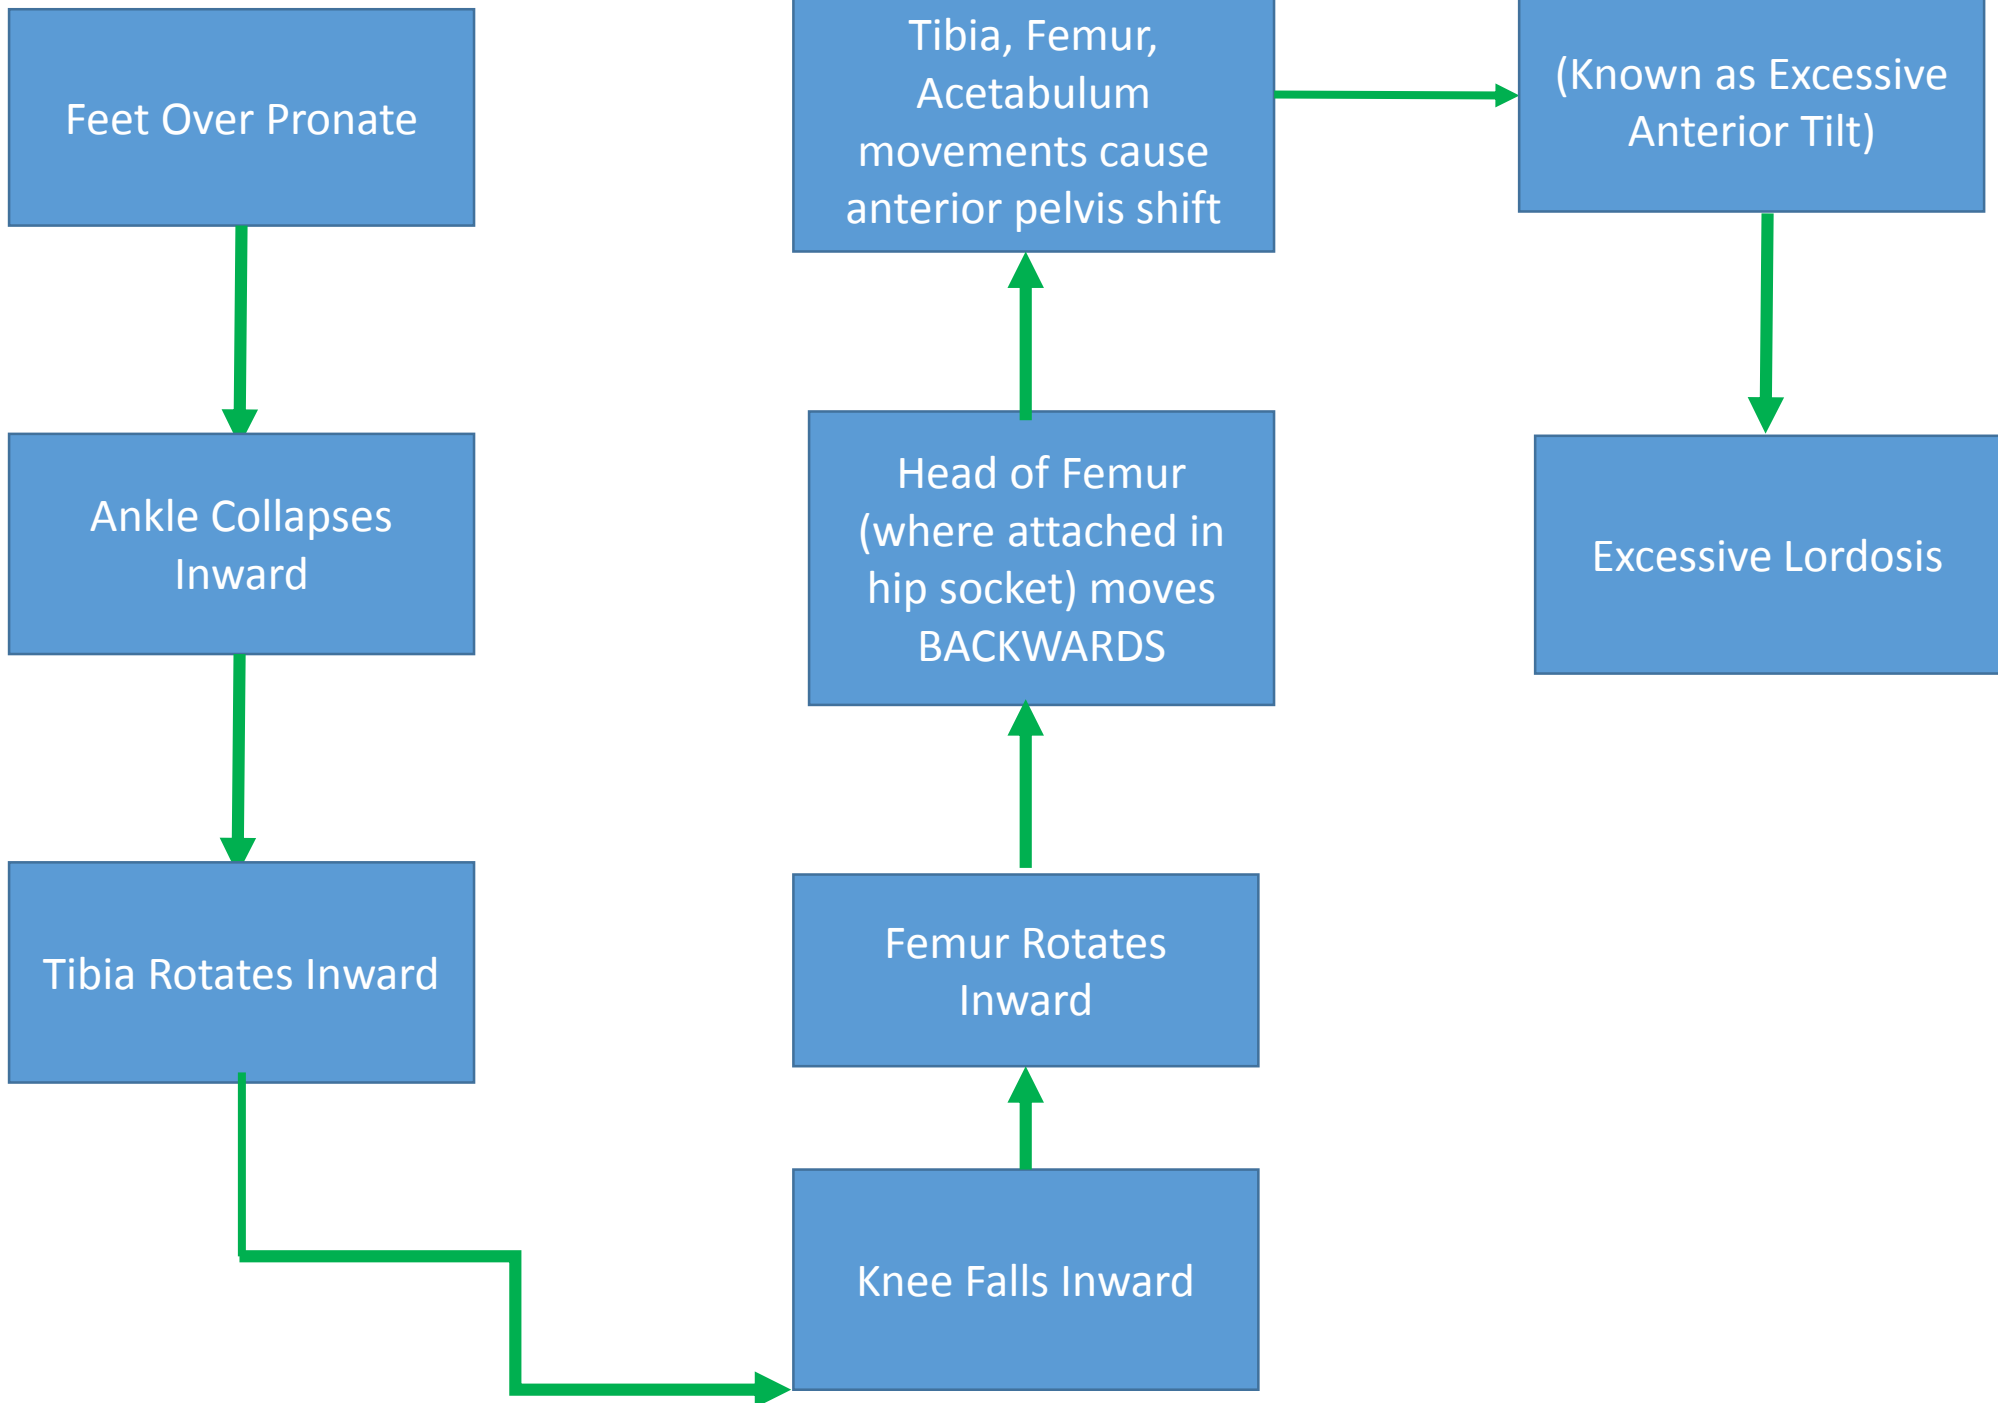 Feet Over Pronate
Ankle Collapses
Inward
Tibia Rotates Inward
Knee Falls Inward
Femur Rotates
Inward
Head of Femur
(where attached in
hip socket) moves
BACKWARDS
Tibia, Femur,
Acetabulum
movements cause
anterior pelvis shift
(Known as Excessive
Anterior Tilt)
Excessive Lordosis